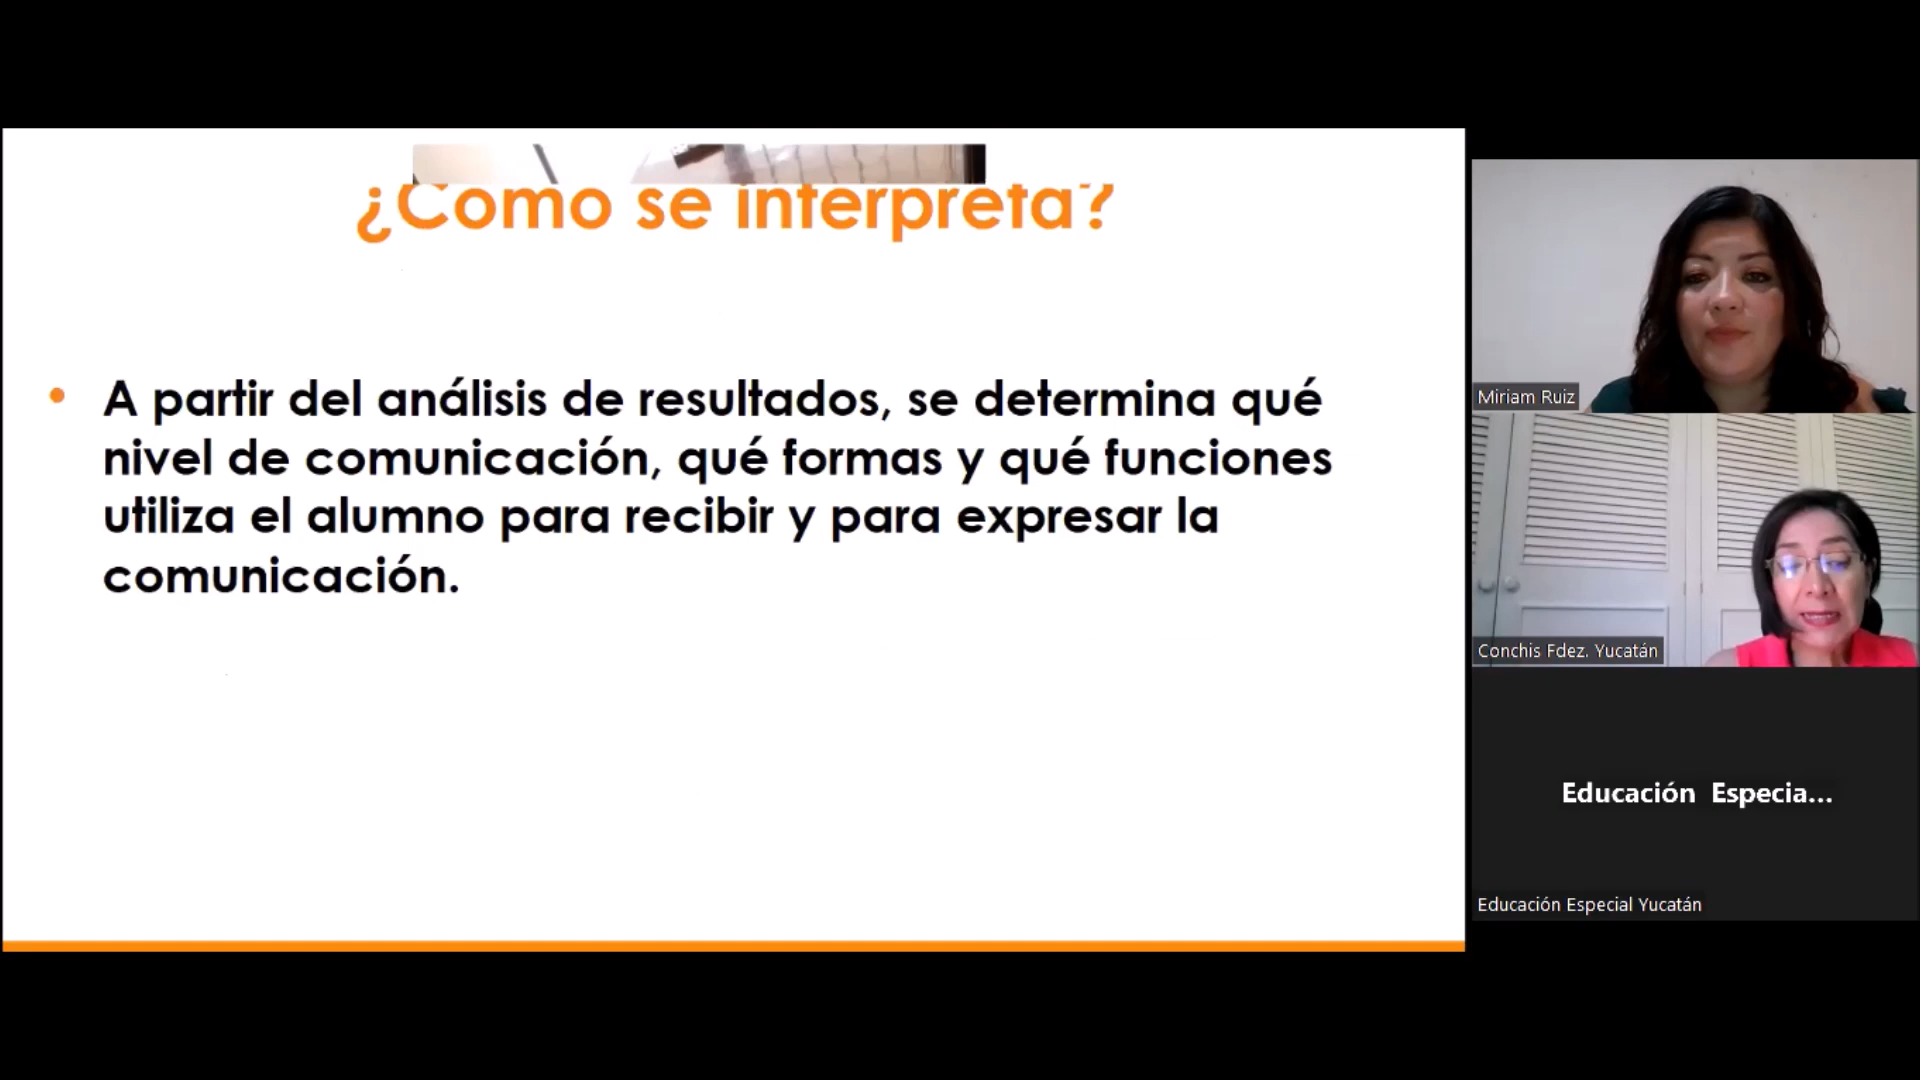 ¿Cómo se interpreta?
• A partir del análisis de resultados, se determina qué
nivel de comunicación, qué formas y qué funciones
utiliza el alumno para recibir y para expresar la
comunicación.
Miriam Ruiz
Conchis Fdez. Yucatán
Educación Especia...
Educación Especial Yucatán